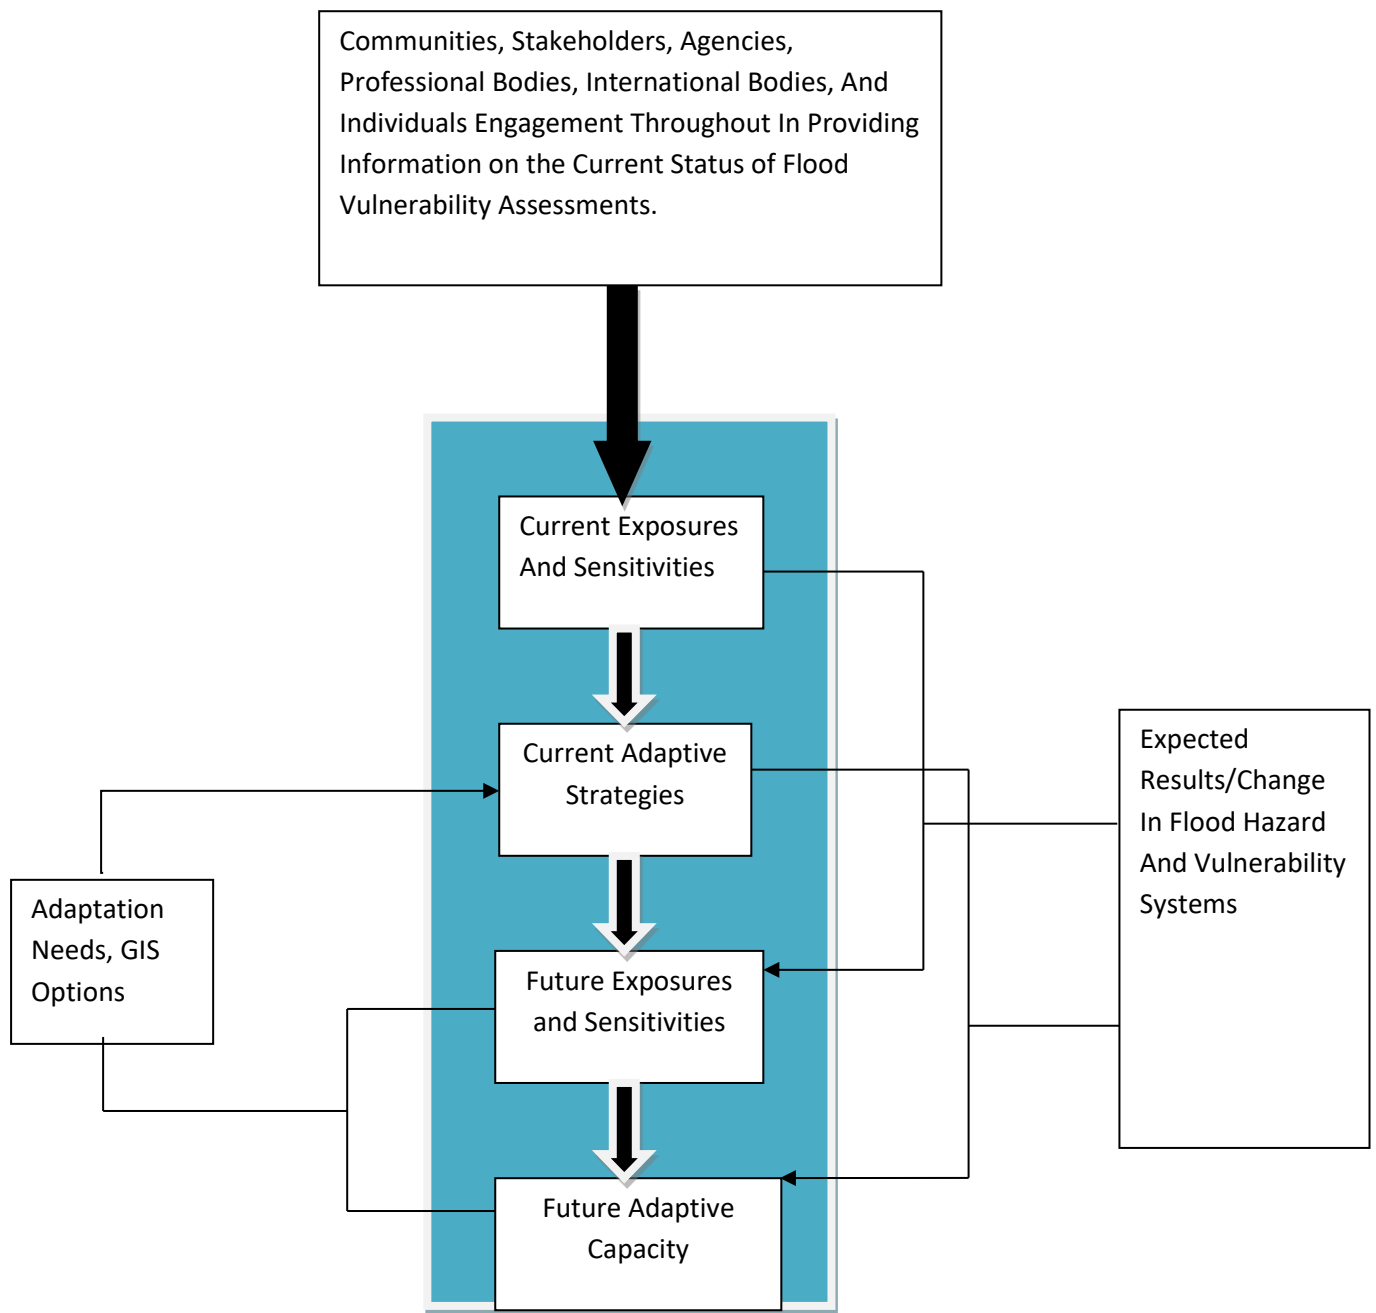 Communities, Stakeholders, Agencies,
Professional Bodies, International Bodies, And
Individuals Engagement Throughout In Providing
Information on the Current Status of Flood
Vulnerability Assessments.
Current Exposures
And Sensitivities
Current Adaptive
Strategies
Expected
Results/Change
In Flood Hazard
And Vulnerability
Systems
Adaptation
Needs, GIS
Options
Future Exposures
and Sensitivities
Future Adaptive
Capacity